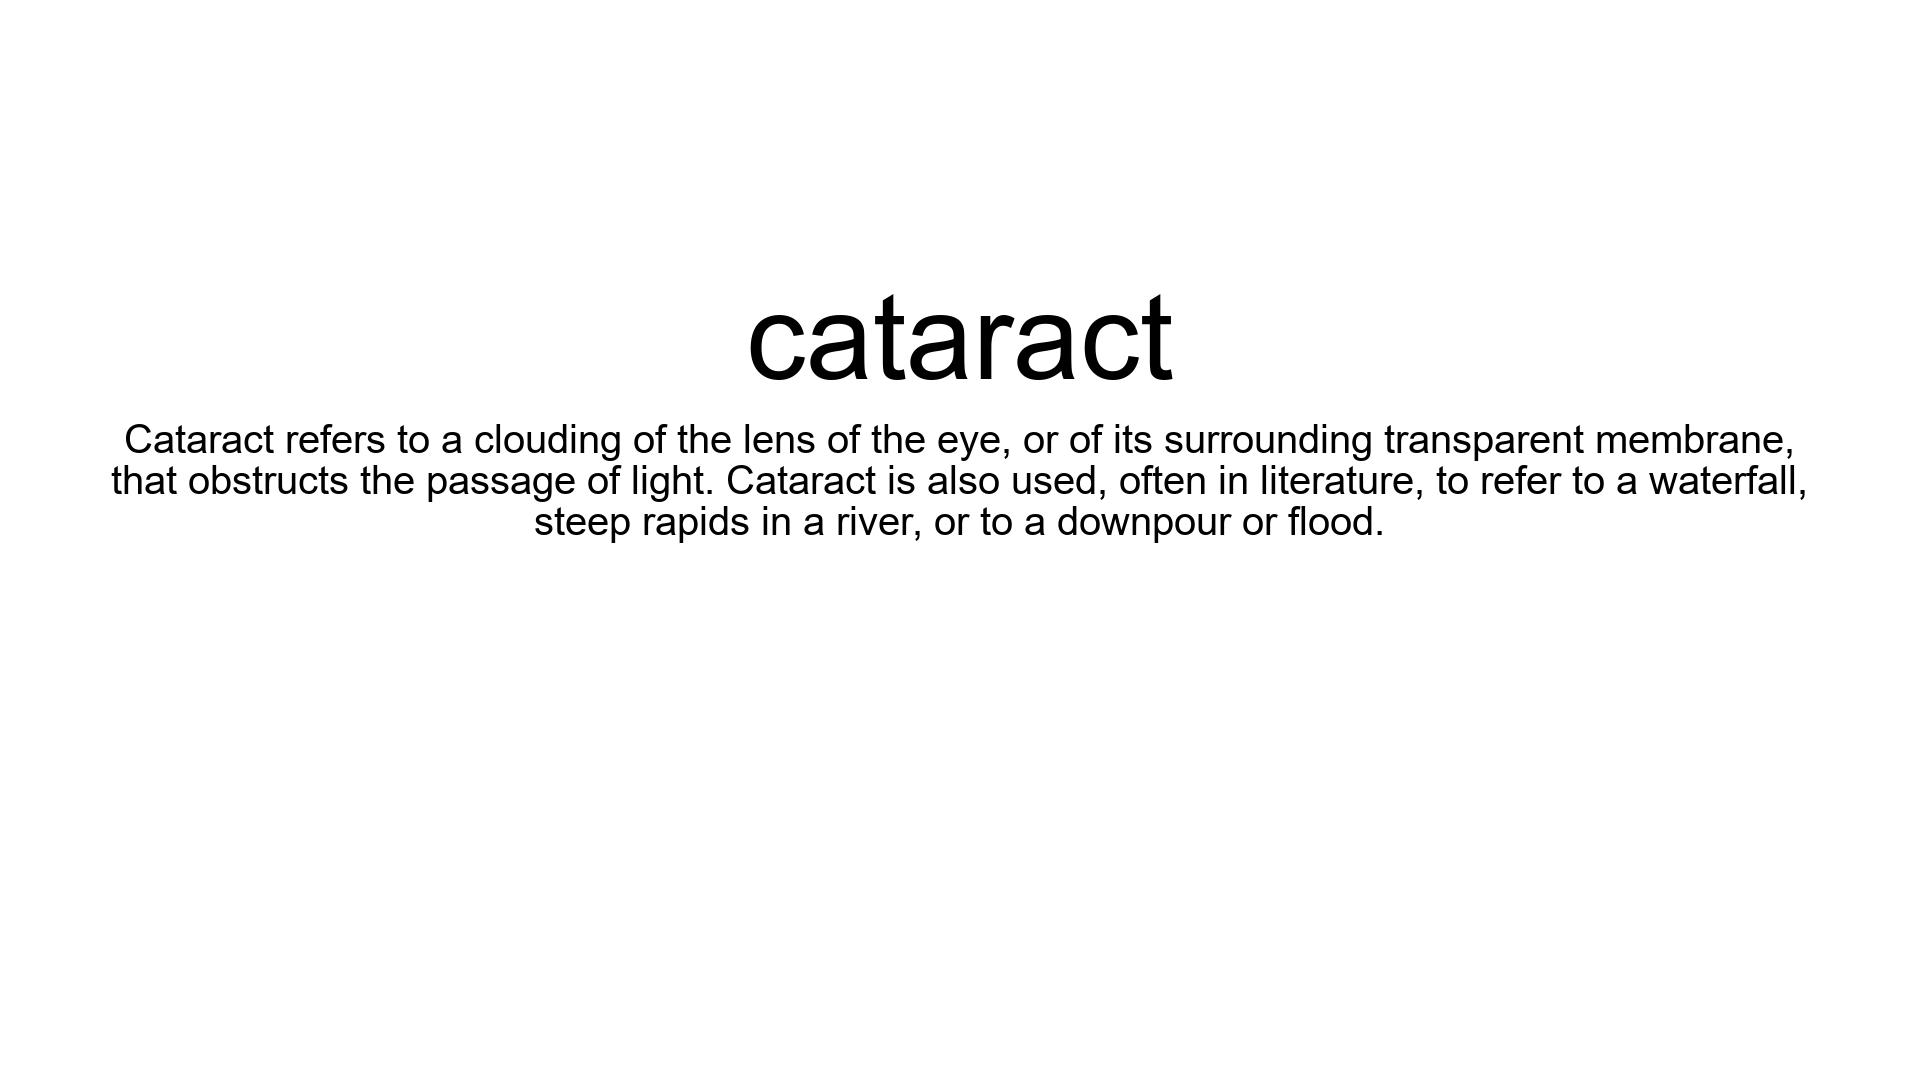 cataract
Cataract refers to a clouding of the lens of the eye, or of its surrounding transparent membrane,
that obstructs the passage of light. Cataract is also used, often in literature, to refer to a waterfall,
steep rapids in a river, or to a downpour or flood.